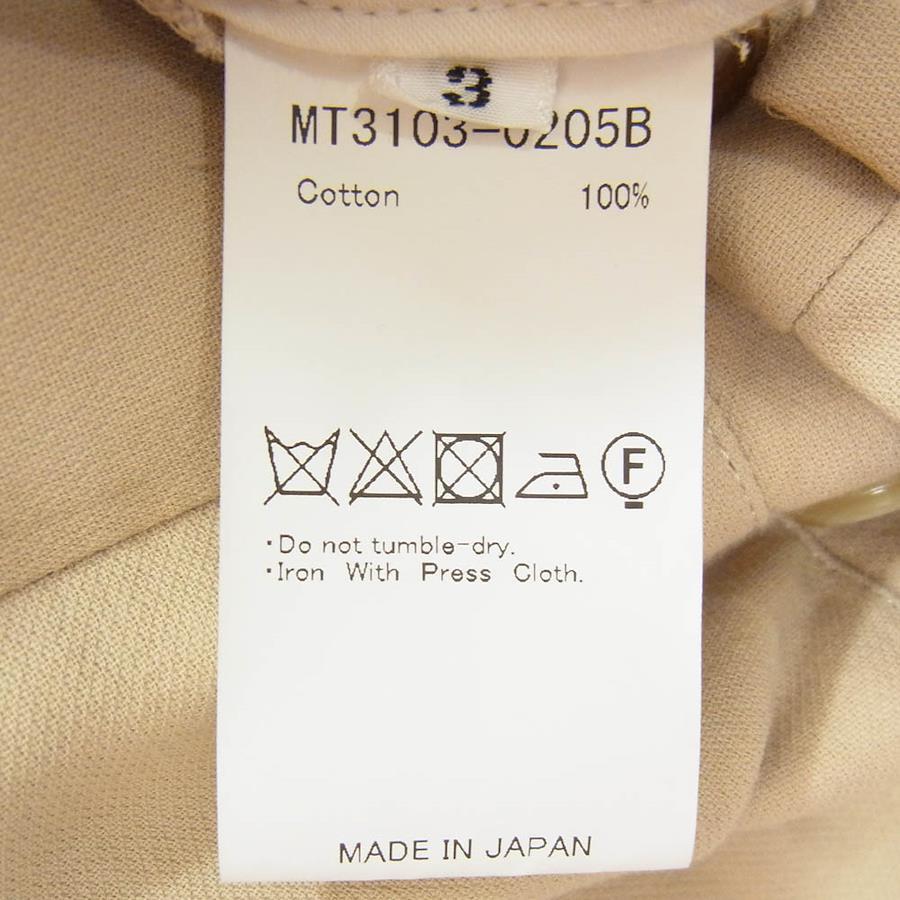 3
MT3103-0205B
Cotton 100%
F
·Do not tumble-dry.
·Iron With Press Cloth.
MADE IN JAPAN